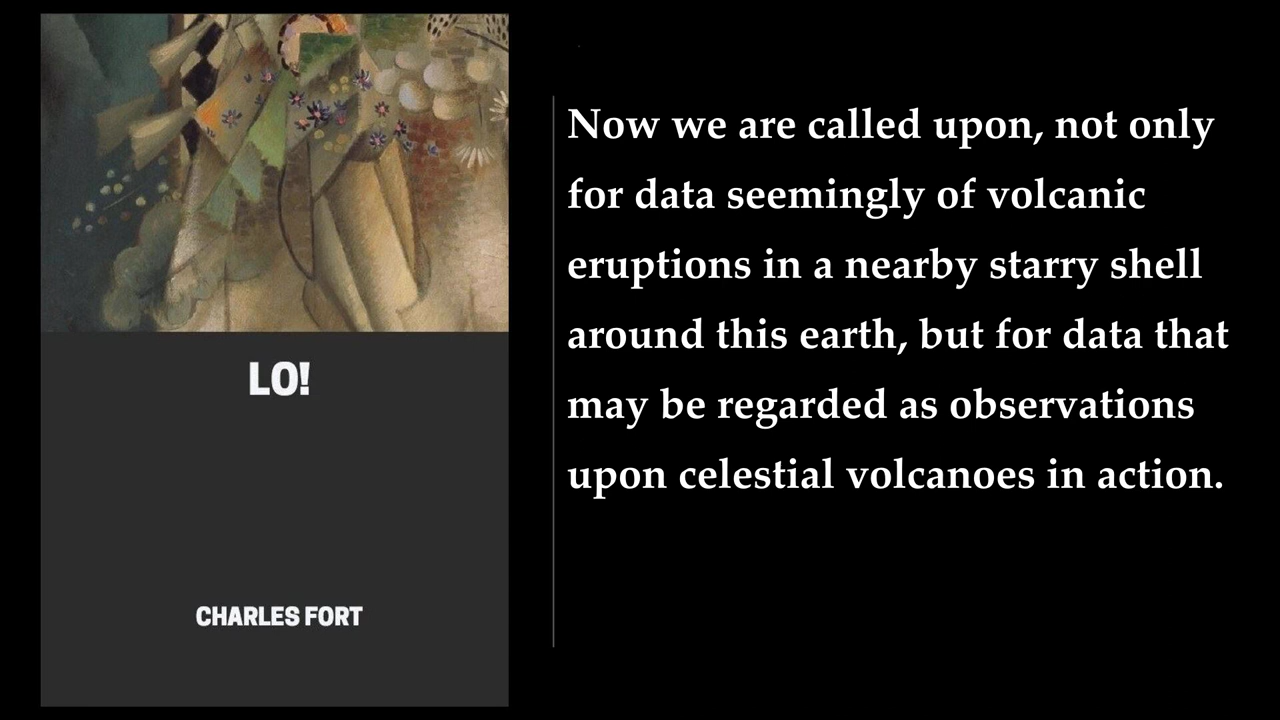 LO!
CHARLES FORT
Now we are called upon, not only
for data seemingly of volcanic
eruptions in a nearby starry shell
around this earth, but for data that
may be regarded as observations
upon celestial volcanoes in action.